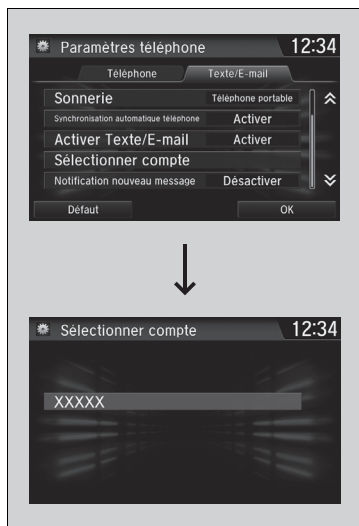 Paramètres téléphone 12:34
Téléphone Texte/E-mail
Sonnerie Téléphone portable
Synchronisation automatique téléphone Activer
Activer Texte/E-mail Activer
Sélectionner compte
Notification nouveau message Désactiver
Défaut OK
Sélectionner compte 12:34
XXXXX